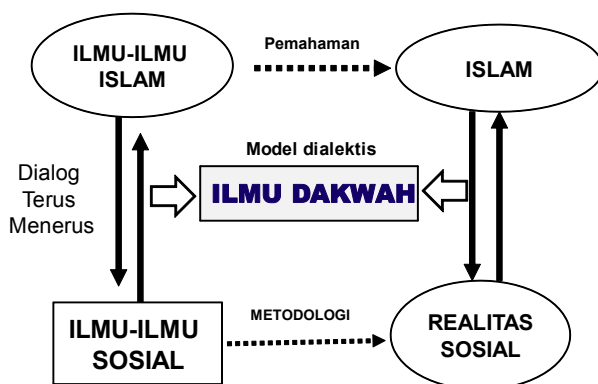 ILMU-ILMU
ISLAM
Pemahaman
ISLAM
Model dialektis
Dialog
Terus
Menerus
ILMU DAKWAH
ILMU-ILMU
SOSIAL
METODOLOGI
REALITAS
SOSIAL